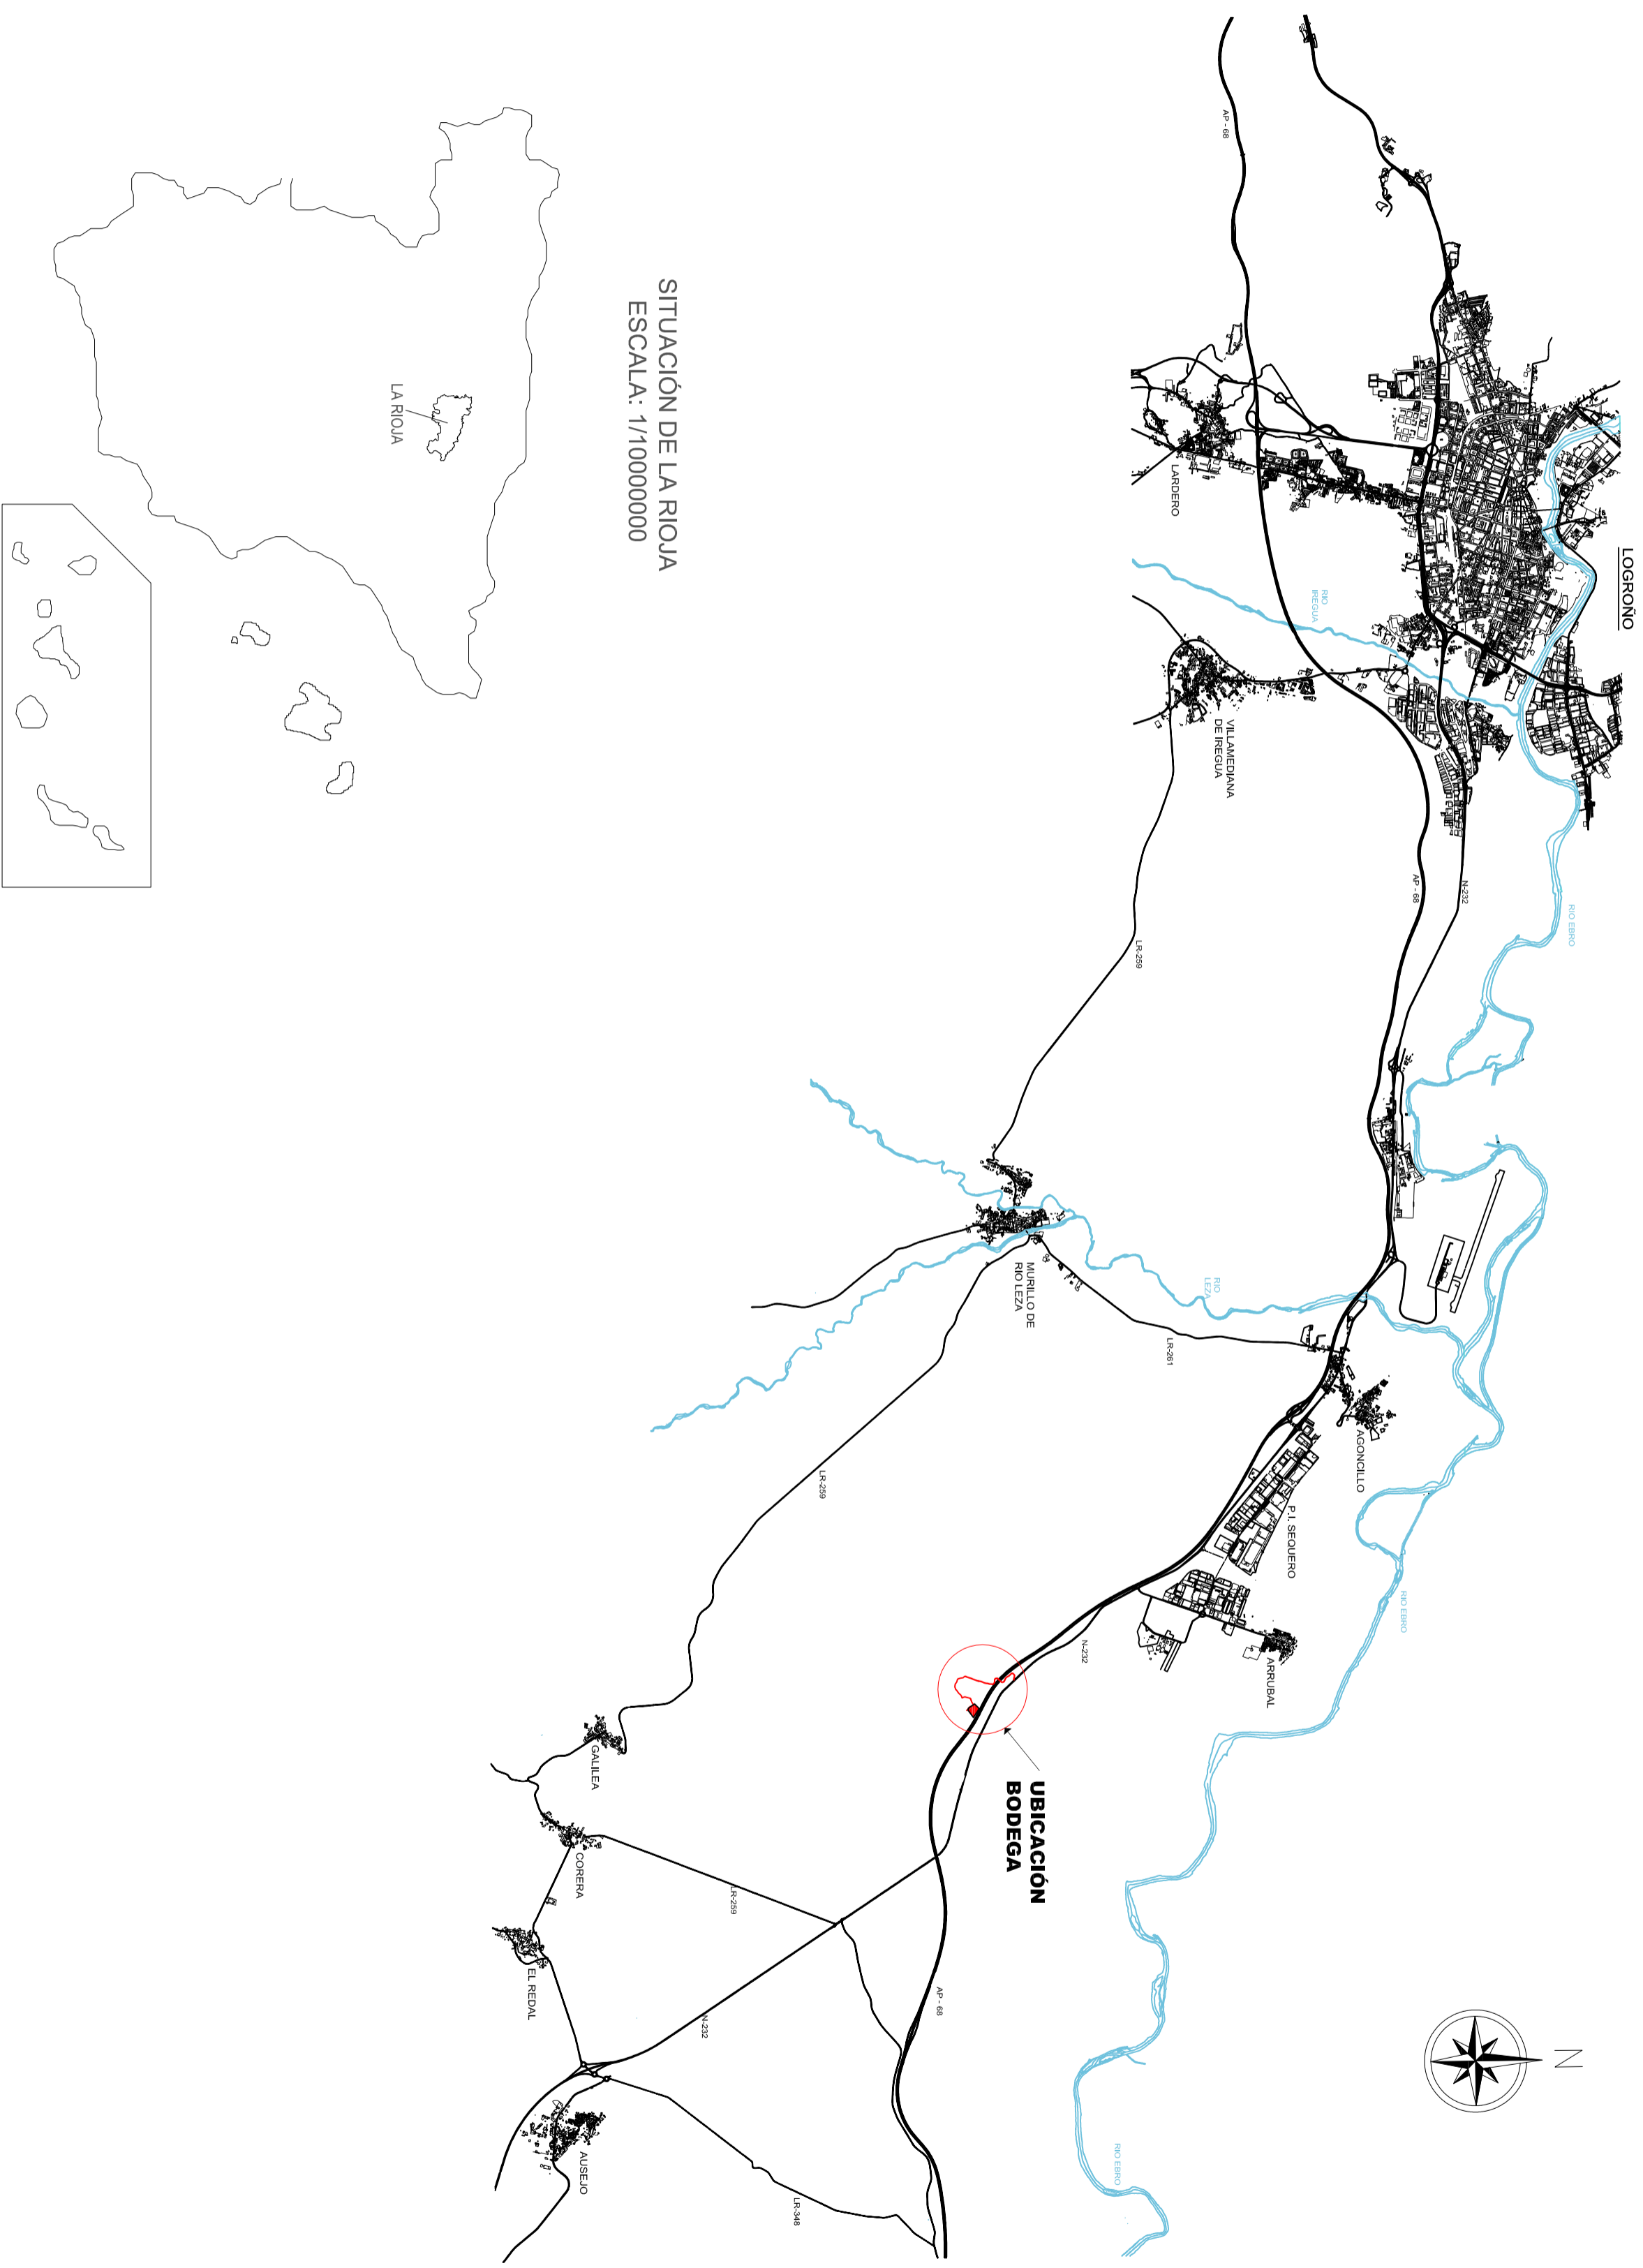 LOGROÑO
AP - 68
LARDERO
RIO
IREGUA
VILLAMEDIANA
DE IREGUA
N-232
AP - 68
RIO EBRO
LR-259
MURILLO DE
RIO LEZA
RIO
LEZA
LR-261
AGONCILLO
P.I. SEQUERO
ARRUBAL
RIO EBRO
N-232
LR-259
UBICACIÓN
BODEGA
GALILEA
CORERA
LR-259
EL REDAL
N-232
AP - 68
AUSEJO
LR-348
RIO EBRO
N
SITUACIÓN DE LA RIOJA
ESCALA: 1/10000000
LA RIOJA